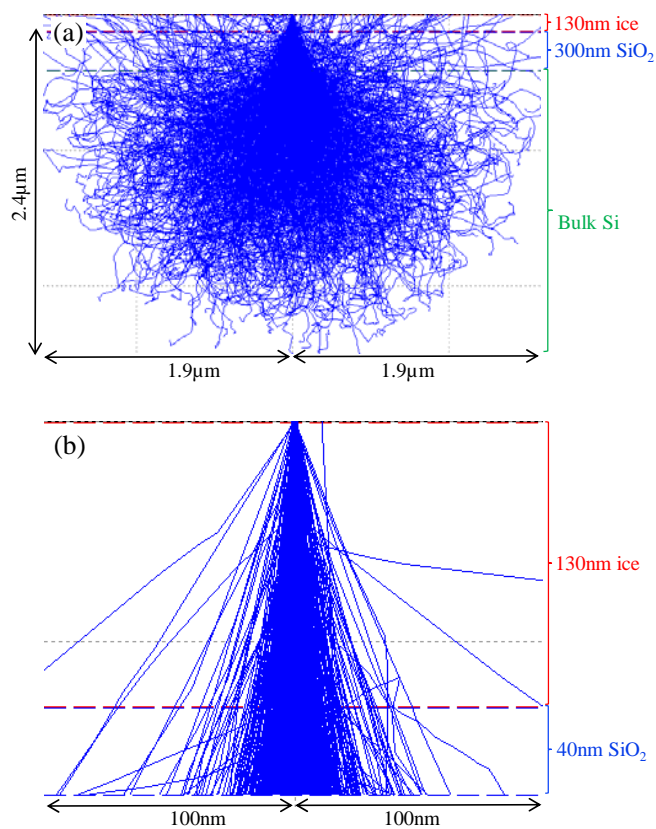 (a)
130nm ice
300nm SiO₂
2.4µm
Bulk Si
1.9µm 1.9µm
(b)
130nm ice
40nm SiO₂
100nm 100nm